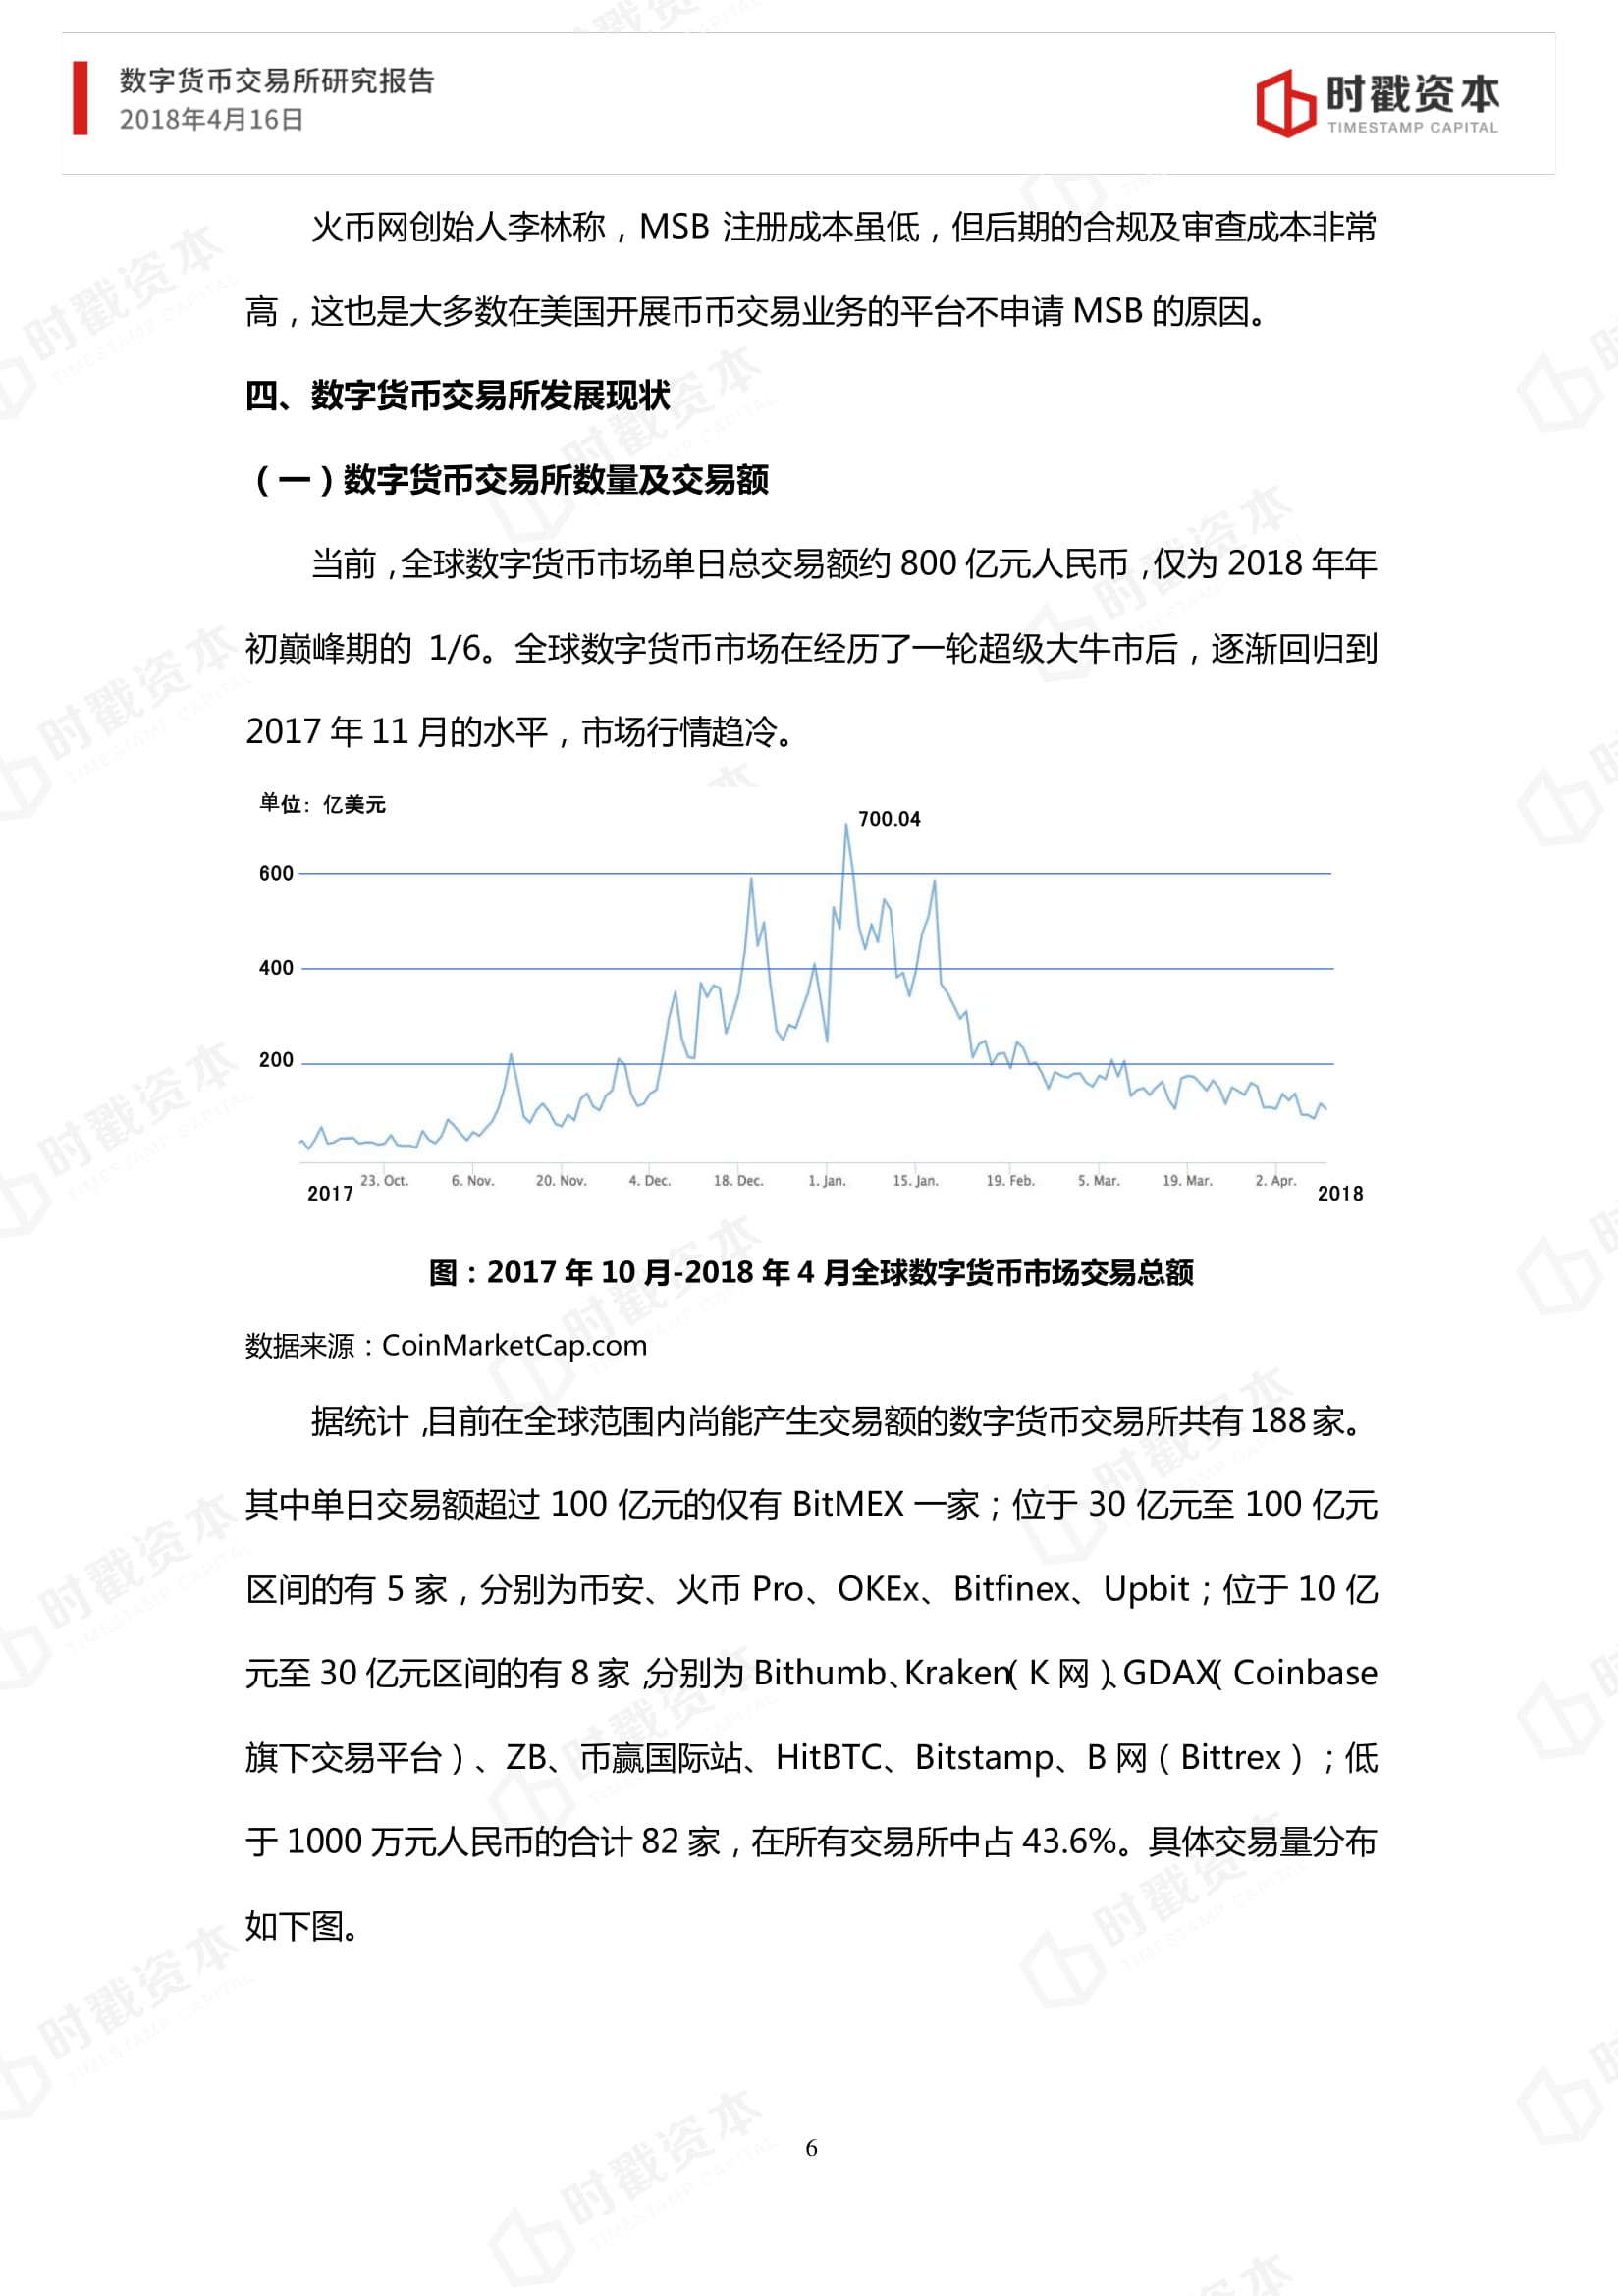 数字货币交易所研究报告
2018年4月16日
时戳资本
TIMESTAMP CAPITAL
火币网创始人李林称，MSB 注册成本虽低，但后期的合规及审查成本非常
高，这也是大多数在美国开展币币交易业务的平台不申请 MSB 的原因。
四、数字货币交易所发展现状
（一）数字货币交易所数量及交易额
当前，全球数字货币市场单日总交易额约 800 亿元人民币，仅为 2018 年年
初巅峰期的 1/6。全球数字货币市场在经历了一轮超级大牛市后，逐渐回归到
2017 年 11 月的水平，市场行情趋冷。
单位：亿美元
700.04
600
400
200
23. Oct. 6. Nov. 20. Nov. 4. Dec. 18. Dec. 1. Jan. 15. Jan. 19. Feb. 5. Mar. 19. Mar. 2. Apr.
2017 2018
图：2017 年 10 月-2018 年 4 月全球数字货币市场交易总额
数据来源：CoinMarketCap.com
据统计，目前在全球范围内尚能产生交易额的数字货币交易所共有 188 家。
其中单日交易额超过 100 亿元的仅有 BitMEX 一家；位于 30 亿元至 100 亿元
区间的有 5 家，分别为币安、火币 Pro、OKEx、Bitfinex、Upbit；位于 10 亿
元至 30 亿元区间的有 8 家，分别为 Bithumb、Kraken（K 网）、GDAX（Coinbase
旗下交易平台）、ZB、币赢国际站、HitBTC、Bitstamp、B 网（Bittrex）；低
于 1000 万元人民币的合计 82 家，在所有交易所中占 43.6%。具体交易量分布
如下图。
6